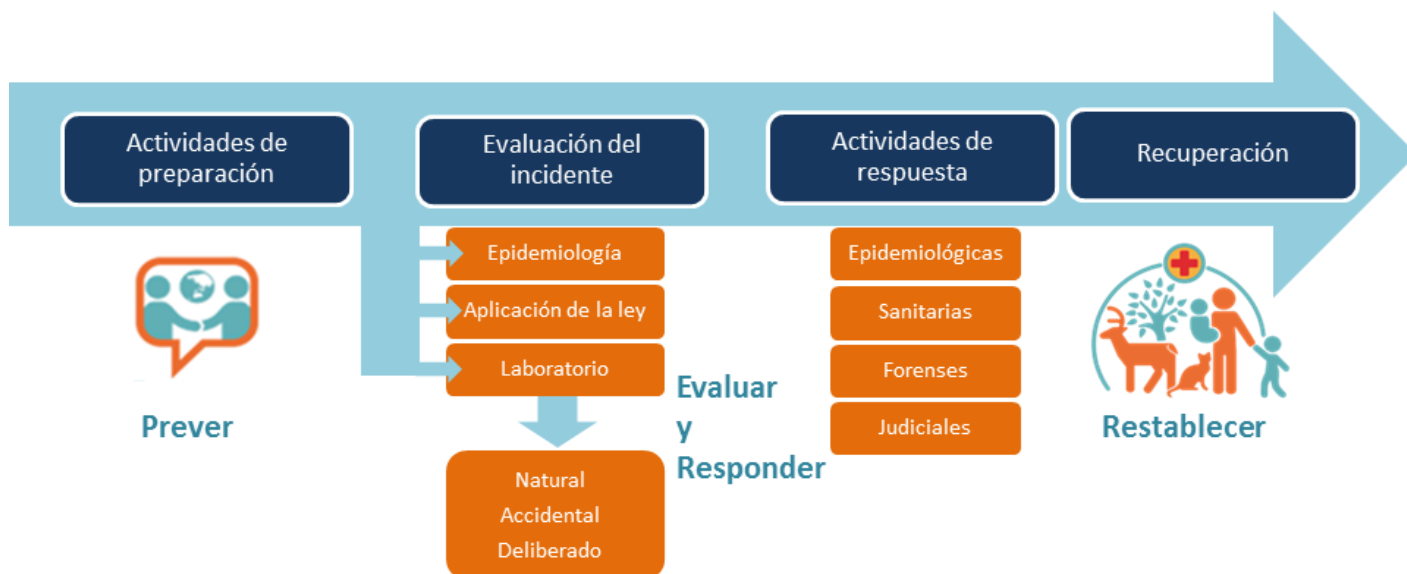 Actividades de
preparación
Evaluación del
incidente
Actividades de
respuesta
Recuperación
Prever
Epidemiología
Aplicación de la ley
Laboratorio
Natural
Accidental
Deliberado
Evaluar
y
Responder
Epidemiológicas
Sanitarias
Forenses
Judiciales
Restablecer